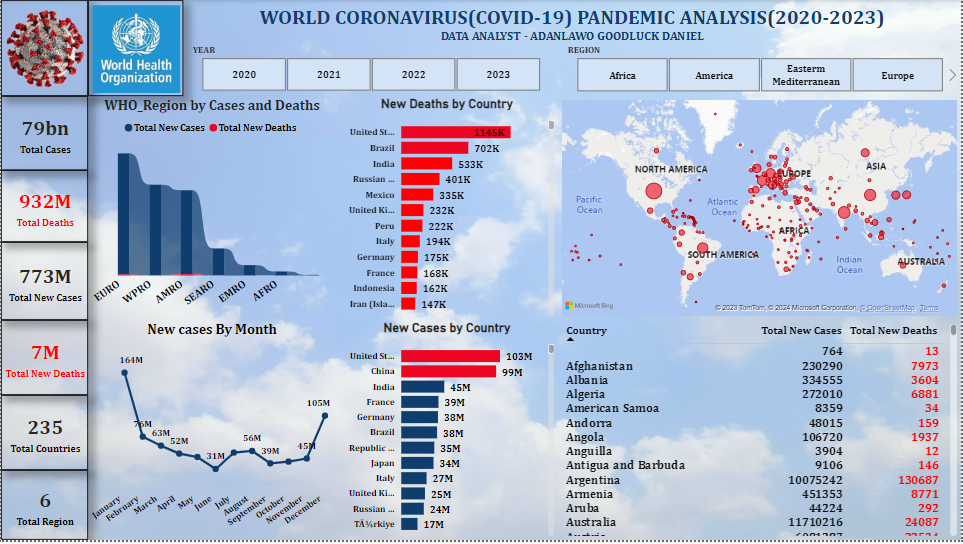 WORLD CORONAVIRUS(COVID-19) PANDEMIC ANALYSIS(2020-2023)
DATA ANALYST - ADANLAWO GOODLUCK DANIEL
World Health
Organization
YEAR
2020
2021
2022
2023
REGION
Africa
America
Easterm
Mediterranean
Europe
79bn
Total Cases
932M
Total Deaths
773M
Total New Cases
7M
Total New Deaths
235
Total Countries
6
Total Region
WHO_Region by Cases and Deaths
Total New Cases
Total New Deaths
EURO
WPRO
AMRO
SEARO
EMRO
AFRO
New Deaths by Country
United St... 1145K
Brazil 702K
India 533K
Russian ... 401K
Mexico 335K
United Ki... 232K
Peru 222K
Italy 194K
Germany 175K
France 168K
Indonesia 162K
Iran (Isla... 147K
NORTH AMERICA
EUROPE
ASIA
Pacific
Ocean
Atlantic
Ocean
AFRICA
SOUTH AMERICA
Indian
Ocean
AUSTRALIA
Microsoft Bing
© 2023 TomTom, © 2024 Microsoft Corporation, © OpenStreetMap Terms
New cases By Month
164M
76M
63M
52M
31M
56M
39M
45M
105M
January
February
March
April
May
June
July
August
September
October
November
December
New Cases by Country
United St... 103M
China 99M
India 45M
France 39M
Germany 38M
Brazil 38M
Republic ... 35M
Japan 34M
Italy 27M
United Ki... 25M
Russian ... 24M
TÃ¼rkiye 17M
Country Total New Cases Total New Deaths
764 13
Afghanistan 230290 7973
Albania 334555 3604
Algeria 272010 6881
American Samoa 8359 34
Andorra 48015 159
Angola 106720 1937
Anguilla 3904 12
Antigua and Barbuda 9106 146
Argentina 10075242 130687
Armenia 451353 8771
Aruba 44224 292
Australia 11710216 24087